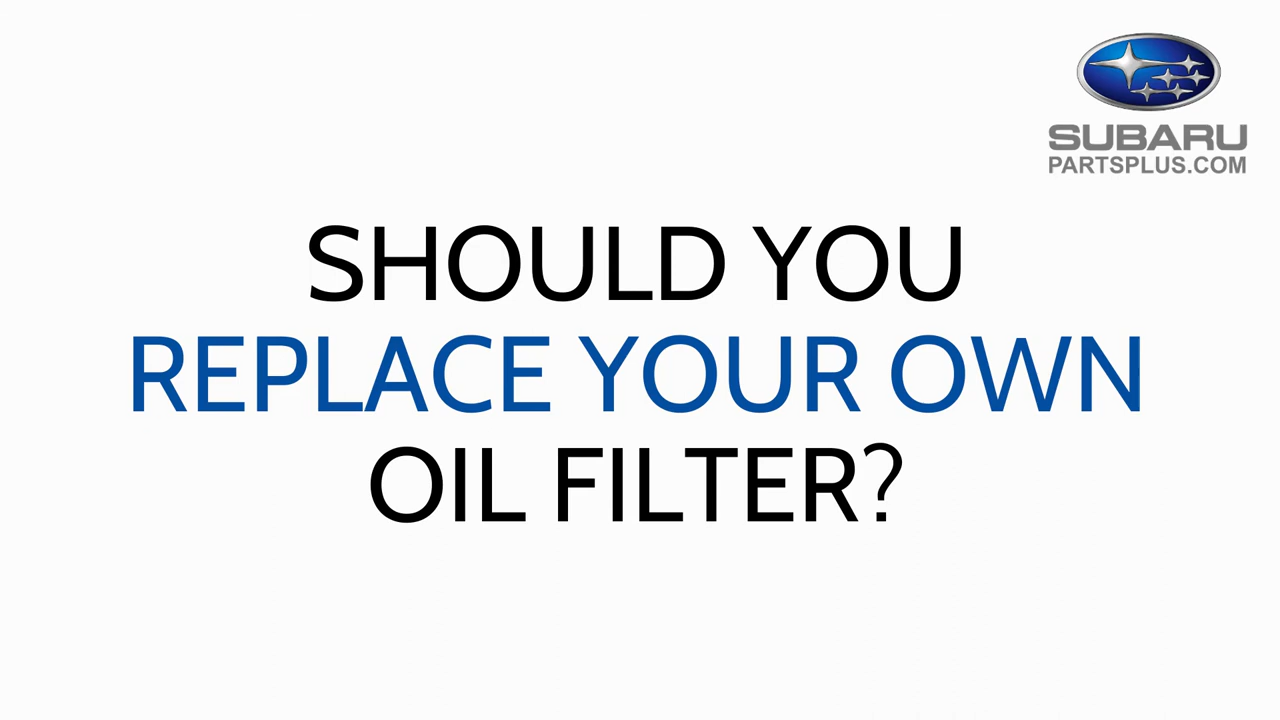 SUBARU
PARTSPLUS.COM
SHOULD YOU
REPLACE YOUR OWN
OIL FILTER?